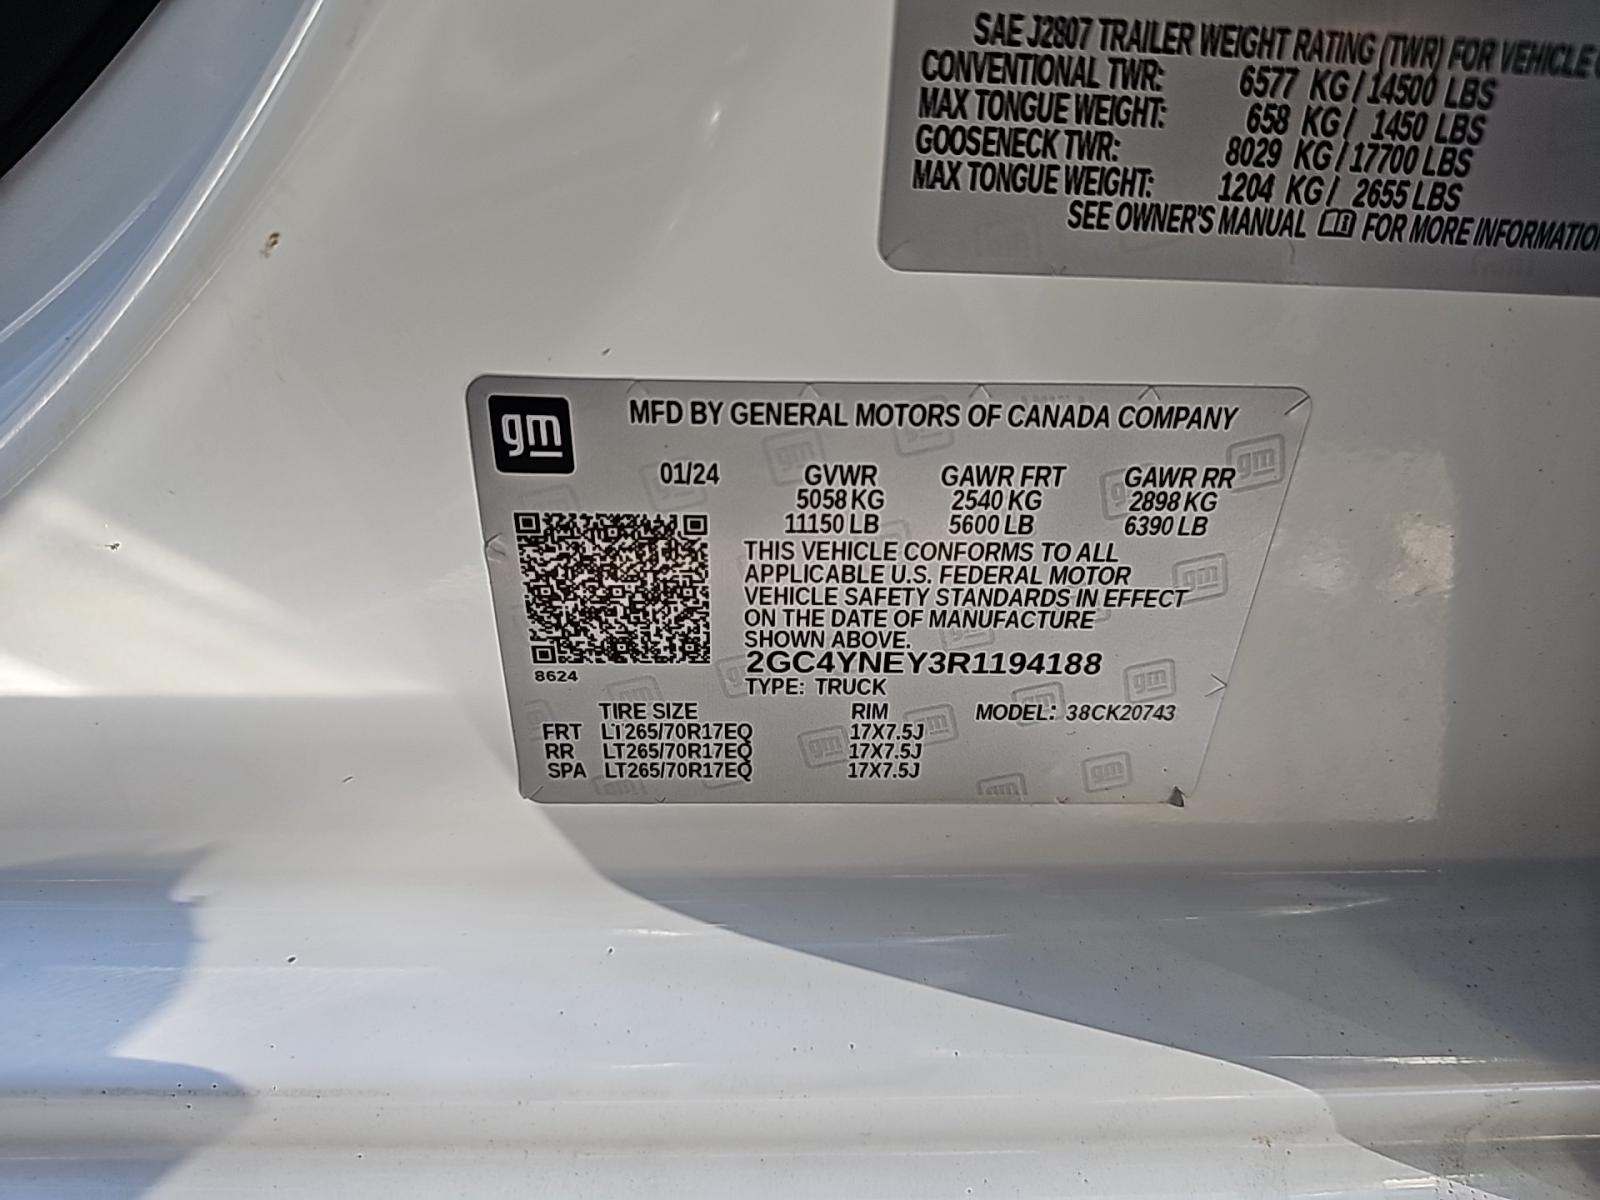 SAE J2807 TRAILER WEIGHT RATING (TWR) FOR VEHICLE
CONVENTIONAL TWR: 6577 KG / 14500 LBS
MAX TONGUE WEIGHT: 658 KG / 1450 LBS
GOOSENECK TWR: 8029 KG / 17700 LBS
MAX TONGUE WEIGHT: 1204 KG / 2655 LBS
SEE OWNER'S MANUAL FOR MORE INFORMATION
gm
MFD BY GENERAL MOTORS OF CANADA COMPANY
01/24 GVWR GAWR FRT GAWR RR
5058 KG 2540 KG 2898 KG
11150 LB 5600 LB 6390 LB
THIS VEHICLE CONFORMS TO ALL
APPLICABLE U.S. FEDERAL MOTOR
VEHICLE SAFETY STANDARDS IN EFFECT
ON THE DATE OF MANUFACTURE
SHOWN ABOVE.
2GC4YNEY3R1194188
8624
TYPE: TRUCK
TIRE SIZE RIM MODEL: 38CK20743
FRT LT265/70R17EQ 17X7.5J
RR LT265/70R17EQ 17X7.5J
SPA LT265/70R17EQ 17X7.5J